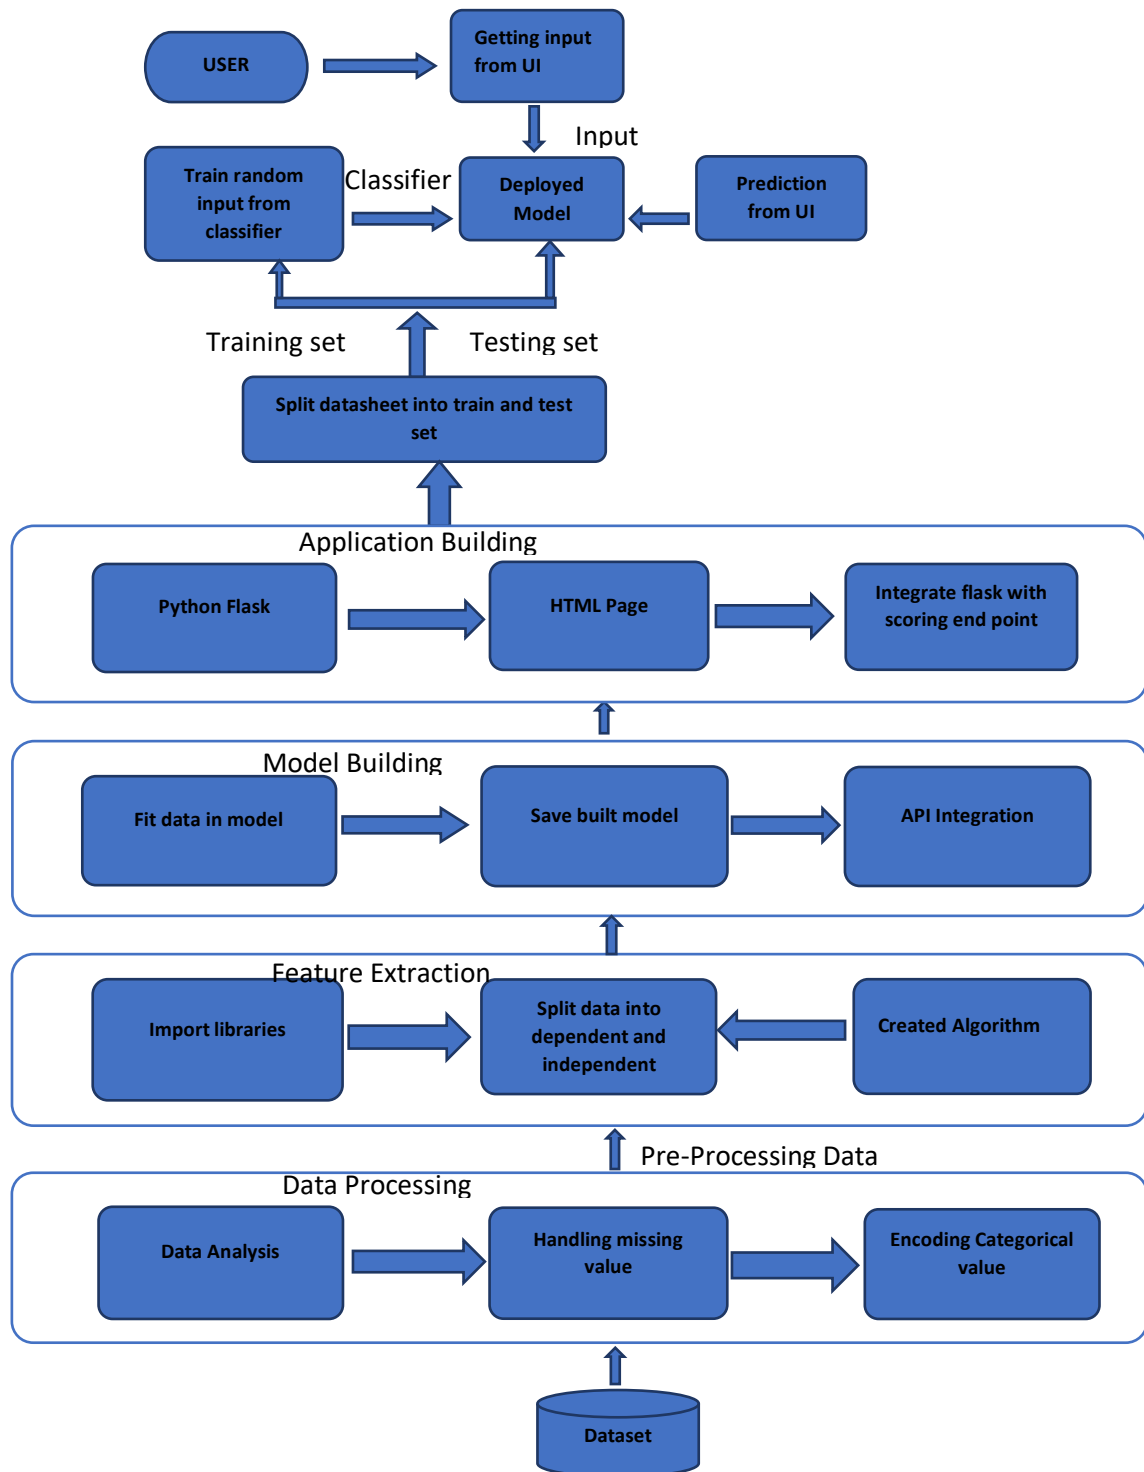 USER
Getting input
from UI
Input
Train random
input from
classifier
Classifier
Deployed
Model
Prediction
from UI
Training set
Testing set
Split datasheet into train and test
set
Application Building
Python Flask
HTML Page
Integrate flask with
scoring end point
Model Building
Fit data in model
Save built model
API Integration
Feature Extraction
Import libraries
Split data into
dependent and
independent
Created Algorithm
Pre-Processing Data
Data Processing
Data Analysis
Handling missing
value
Encoding Categorical
value
Dataset